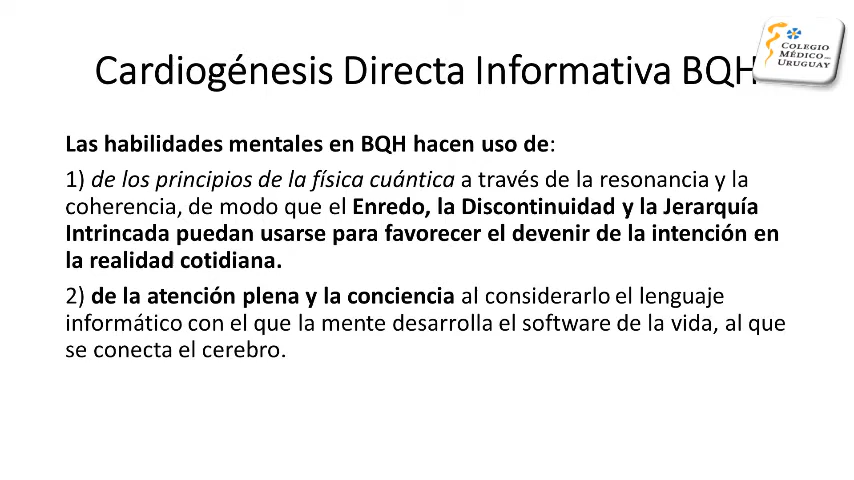 Cardiogénesis Directa Informativa BQH
COLEGIO
MÉDICO
URUGUAY
Las habilidades mentales en BQH hacen uso de:
1) de los principios de la física cuántica a través de la resonancia y la
coherencia, de modo que el Enredo, la Discontinuidad y la Jerarquía
Intrincada puedan usarse para favorecer el devenir de la intención en
la realidad cotidiana.
2) de la atención plena y la conciencia al considerarlo el lenguaje
informático con el que la mente desarrolla el software de la vida, al que
se conecta el cerebro.